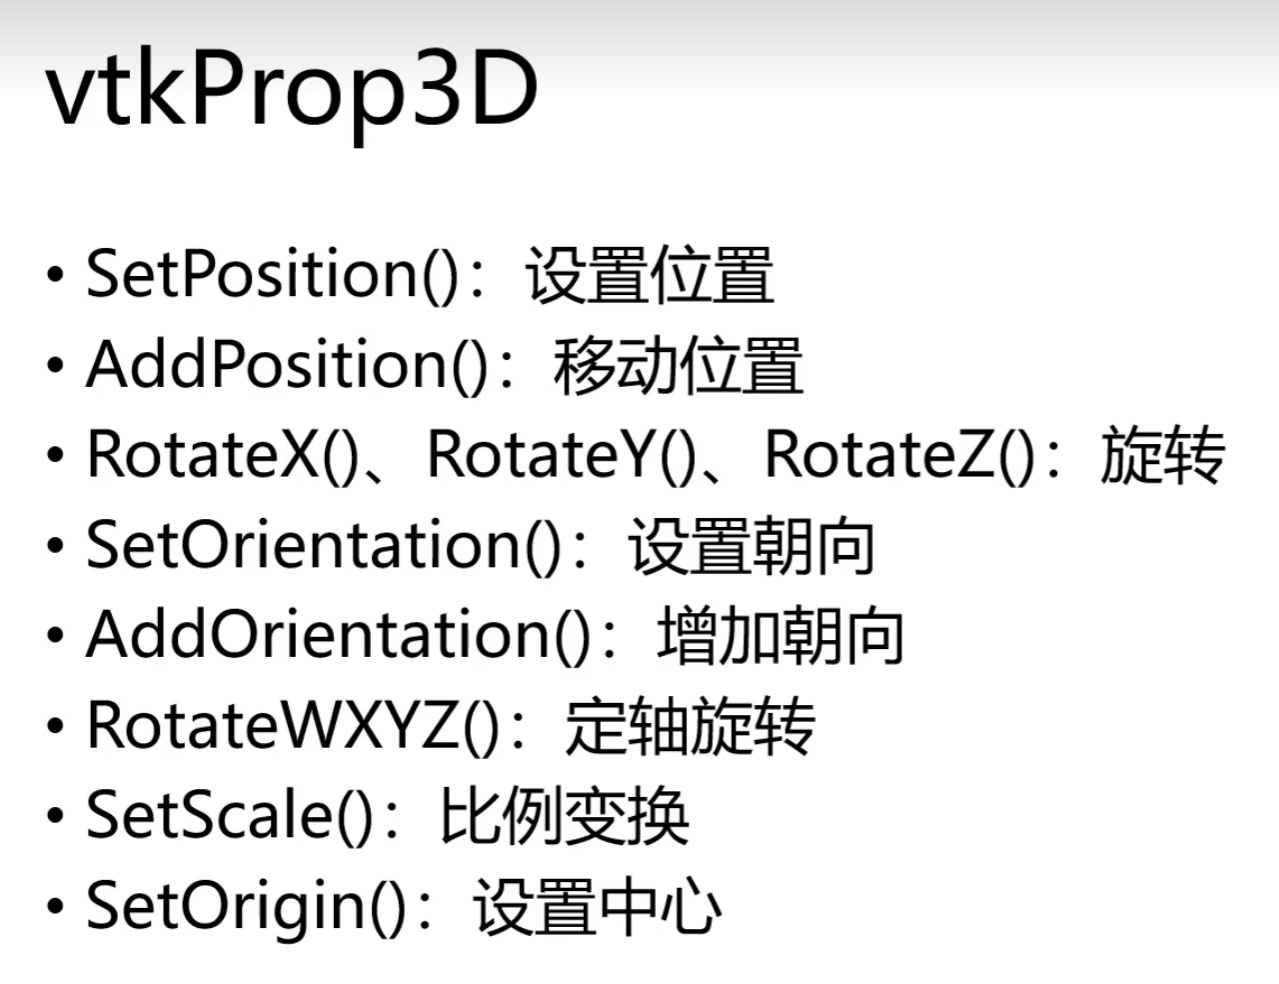 vtkProp3D
• SetPosition()：设置位置
• AddPosition()：移动位置
• RotateX()、RotateY()、RotateZ()：旋转
• SetOrientation()：设置朝向
• AddOrientation()：增加朝向
• RotateWXYZ()：定轴旋转
• SetScale()：比例变换
• SetOrigin()：设置中心